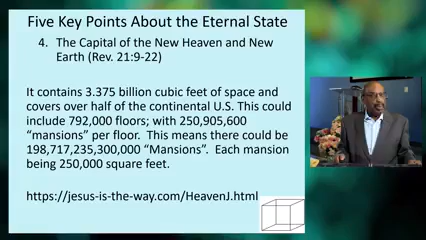 Five Key Points About the Eternal State
4. The Capital of the New Heaven and New
Earth (Rev. 21:9-22)
It contains 3.375 billion cubic feet of space and
covers over half of the continental U.S. This could
include 792,000 floors; with 250,905,600
“mansions” per floor. This means there could be
198,717,235,300,000 “Mansions”. Each mansion
being 250,000 square feet.
https://jesus-is-the-way.com/HeavenJ.html